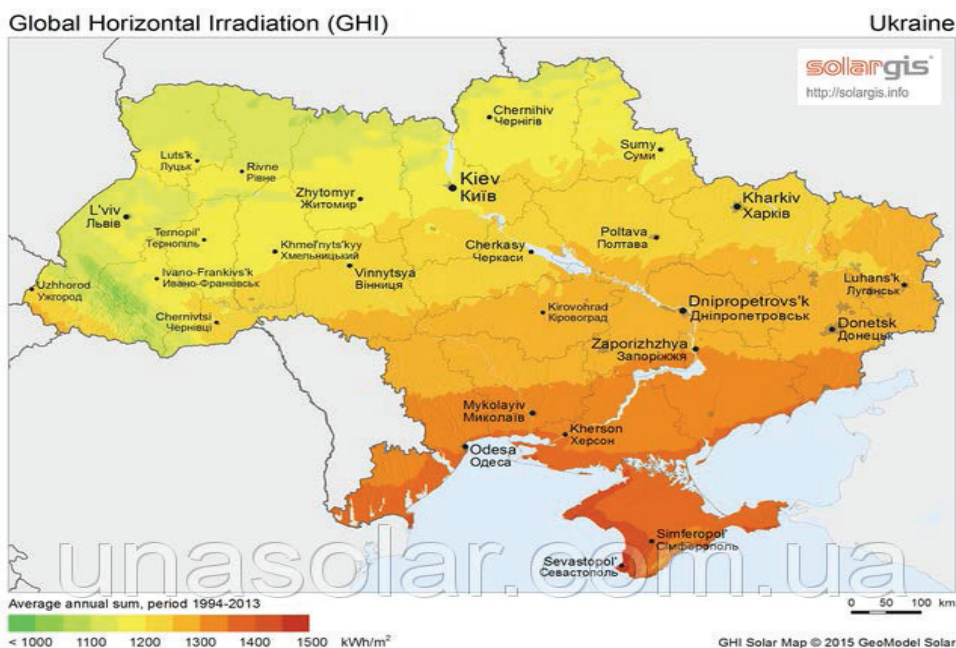 Global Horizontal Irradiation (GHI)
Ukraine
solargis
http://solargis.info
Chernihiv
Чернігів
Sumy
Суми
Luts'k
Луцьк
Rivne
Рівне
Zhytomyr
Житомир
Kiev
Київ
Kharkiv
Харків
L'viv
Львів
Ternopil'
Тернопіль
Khmel'nyts'kyy
Хмельницький
Vinnytsya
Вінниця
Cherkasy
Черкаси
Poltava
Полтава
Uzhhorod
Ужгород
Ivano-Frankivs'k
Ивано-Франковськ
Chernivtsi
Чернівці
Kirovohrad
Кіровоград
Dnipropetrovs'k
Дніпропетровськ
Luhans'k
Луганськ
Donetsk
Донецьк
Zaporizhzhya
Запоріжжя
Mykolayiv
Миколаїв
Kherson
Херсон
Odesa
Одеса
Simferopol'
Сімферополь
Sevastopol'
Севастополь
unasolar.com.ua
Average annual sum, period 1994-2013
< 1000 1100 1200 1300 1400 1500 kWh/m²
0 50 100 km
GHI Solar Map © 2015 GeoModel Solar